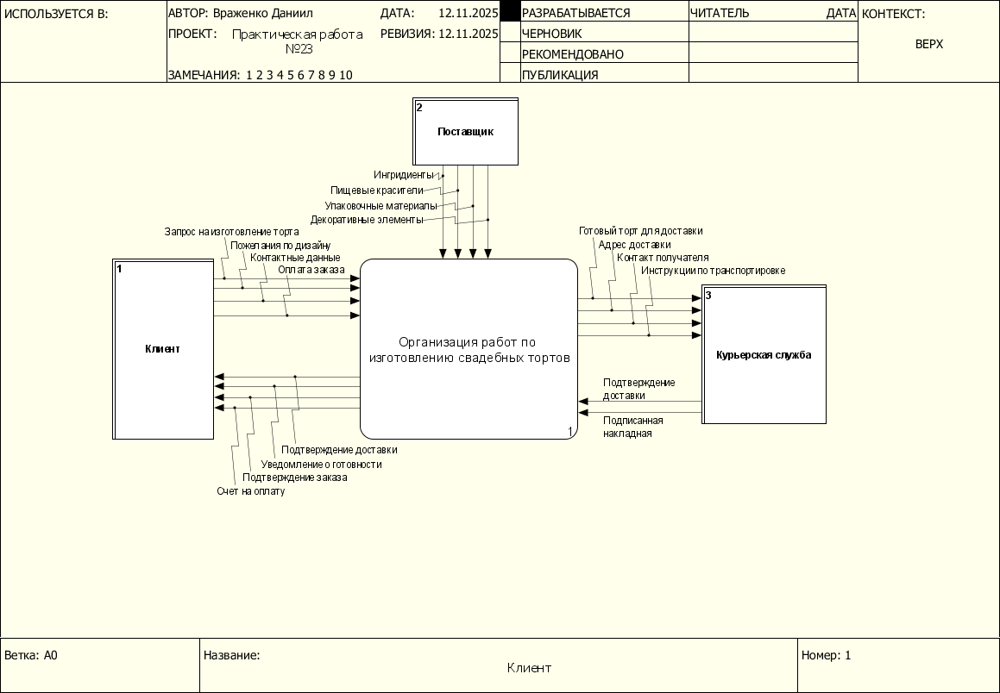 ИСПОЛЬЗУЕТСЯ В:
АВТОР: Враженко Даниил
ДАТА: 12.11.2025
ПРОЕКТ: Практическая работа
№23
РЕВИЗИЯ: 12.11.2025
ЗАМЕЧАНИЯ: 1 2 3 4 5 6 7 8 9 10
РАЗРАБАТЫВАЕТСЯ
ЧЕРНОВИК
РЕКОМЕНДОВАНО
ПУБЛИКАЦИЯ
ЧИТАТЕЛЬ
ДАТА
КОНТЕКСТ:
ВЕРХ
2
Поставщик
Ингридиенты
Пищевые красители
Упаковочные материалы
Декоративные элементы
Запрос на изготовление торта
Пожелания по дизайну
Контактные данные
Оплата заказа
Готовый торт для доставки
Адрес доставки
Контакт получателя
Инструкции по транспортировке
1
Клиент
Организация работ по
изготовлению свадебных тортов
1
3
Курьерская служба
Подтверждение
доставки
Подписанная
накладная
Подтверждение доставки
Уведомление о готовности
Подтверждение заказа
Счет на оплату
Ветка: A0
Название:
Клиент
Номер: 1